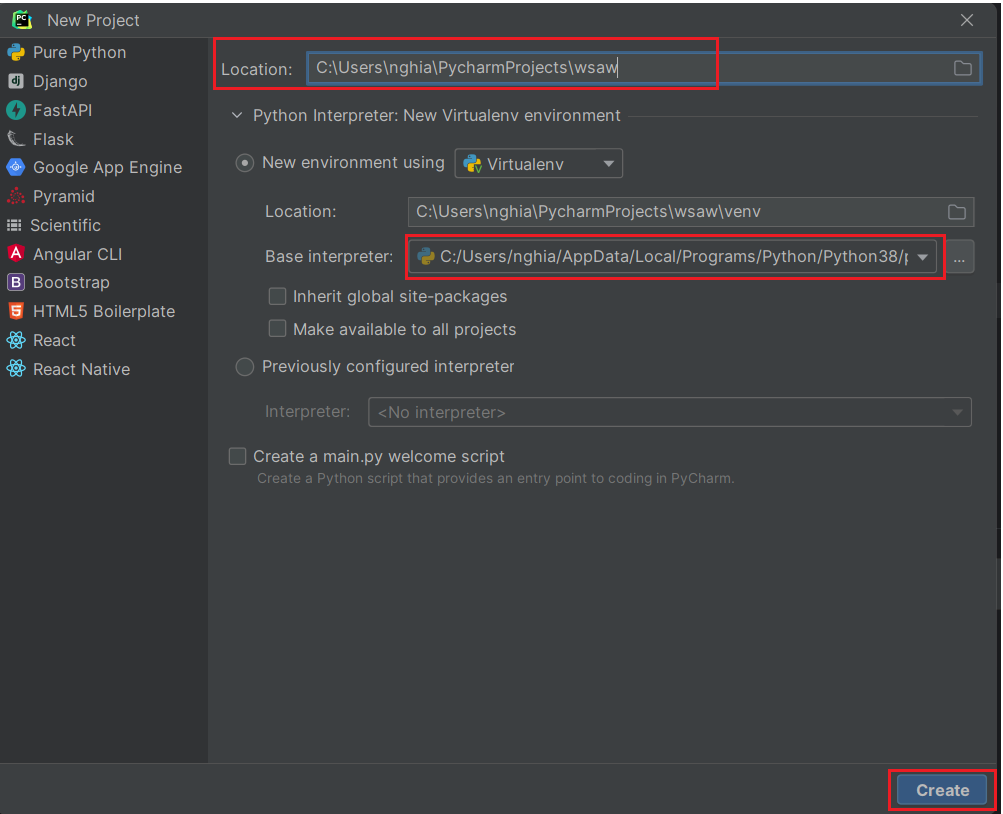 New Project
Pure Python
Django
FastAPI
Flask
Google App Engine
Pyramid
Scientific
Angular CLI
Bootstrap
HTML5 Boilerplate
React
React Native
Location: C:\Users\nghia\PycharmProjects\wsaw
Python Interpreter: New Virtualenv environment
New environment using Virtualenv
Location: C:\Users\nghia\PycharmProjects\wsaw\venv
Base interpreter: C:/Users/nghia/AppData/Local/Programs/Python/Python38/p ...
Inherit global site-packages
Make available to all projects
Previously configured interpreter
Interpreter: <No interpreter>
Create a main.py welcome script
Create a Python script that provides an entry point to coding in PyCharm.
Create